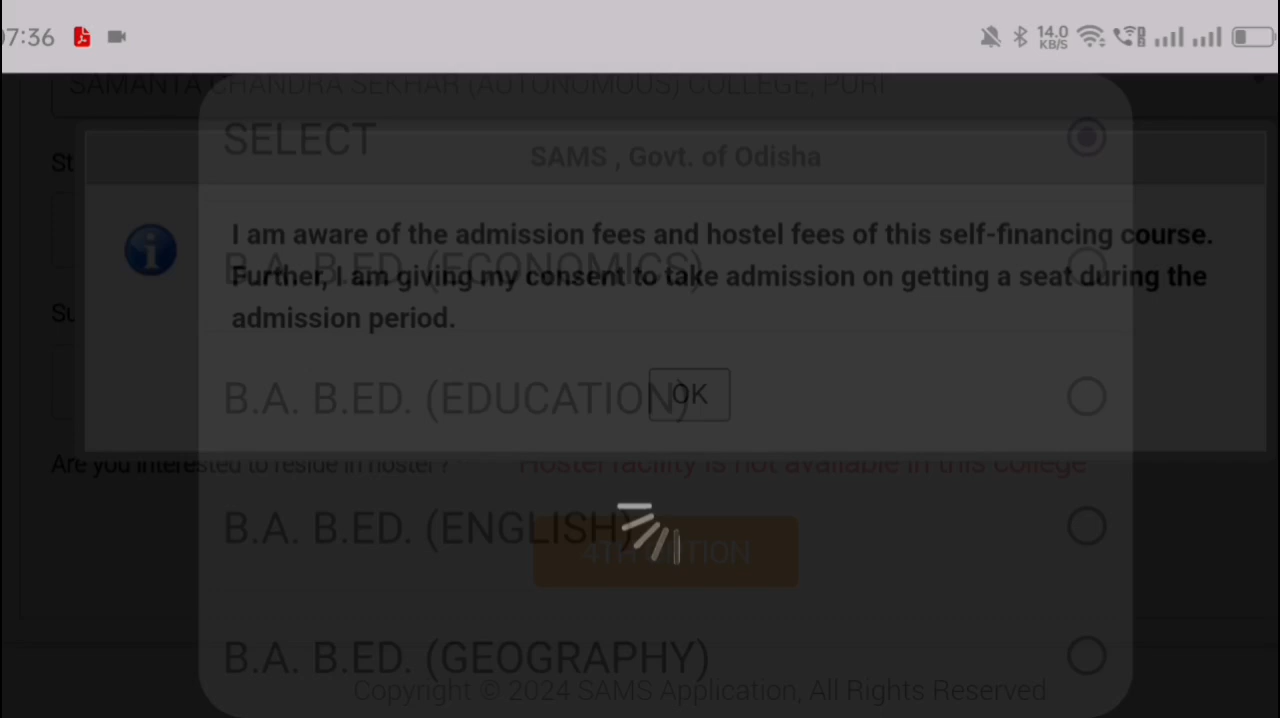 07:36
14.0
KB/S
SAMANTA CHANDRA SEKHAR (AUTONOMOUS) COLLEGE, PURI
SELECT
SAMS , Govt. of Odisha
St
I am aware of the admission fees and hostel fees of this self-financing course.
B.A. B.ED. (ECONOMICS)
Further, I am giving my consent to take admission on getting a seat during the
admission period.
Su
B.A. B.ED. (EDUCATION)
OK
Are you interested to reside in hostel ?
Hostel facility is not available in this college
B.A. B.ED. (ENGLISH)
4TH OPTION
B.A. B.ED. (GEOGRAPHY)
Copyright © 2024 SAMS Application, All Rights Reserved